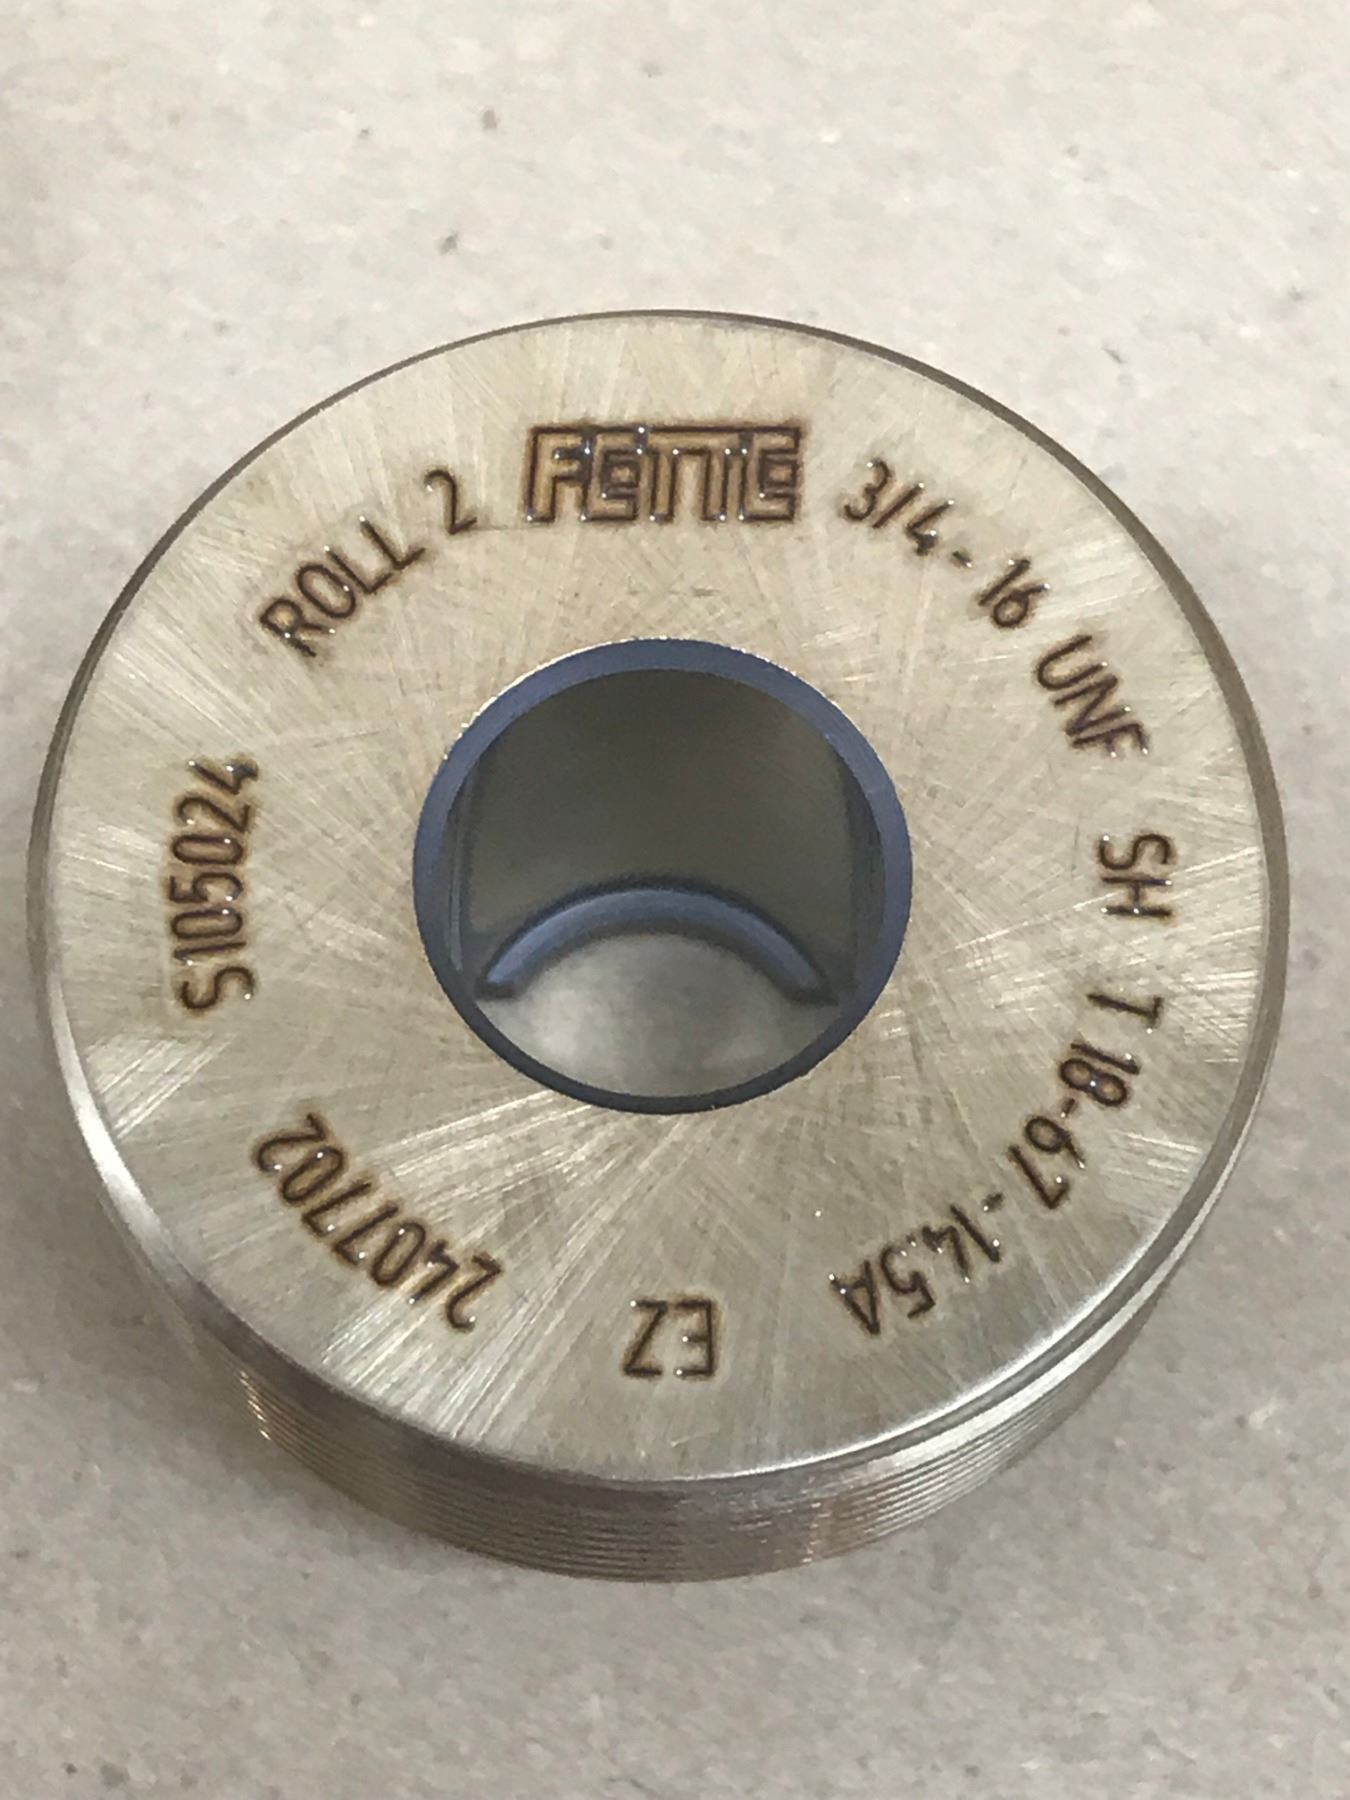 FETTE
3/4 - 16 UNF
SH
T 18-67 - 14,5A
EZ
2407702
S105024
ROLL 2